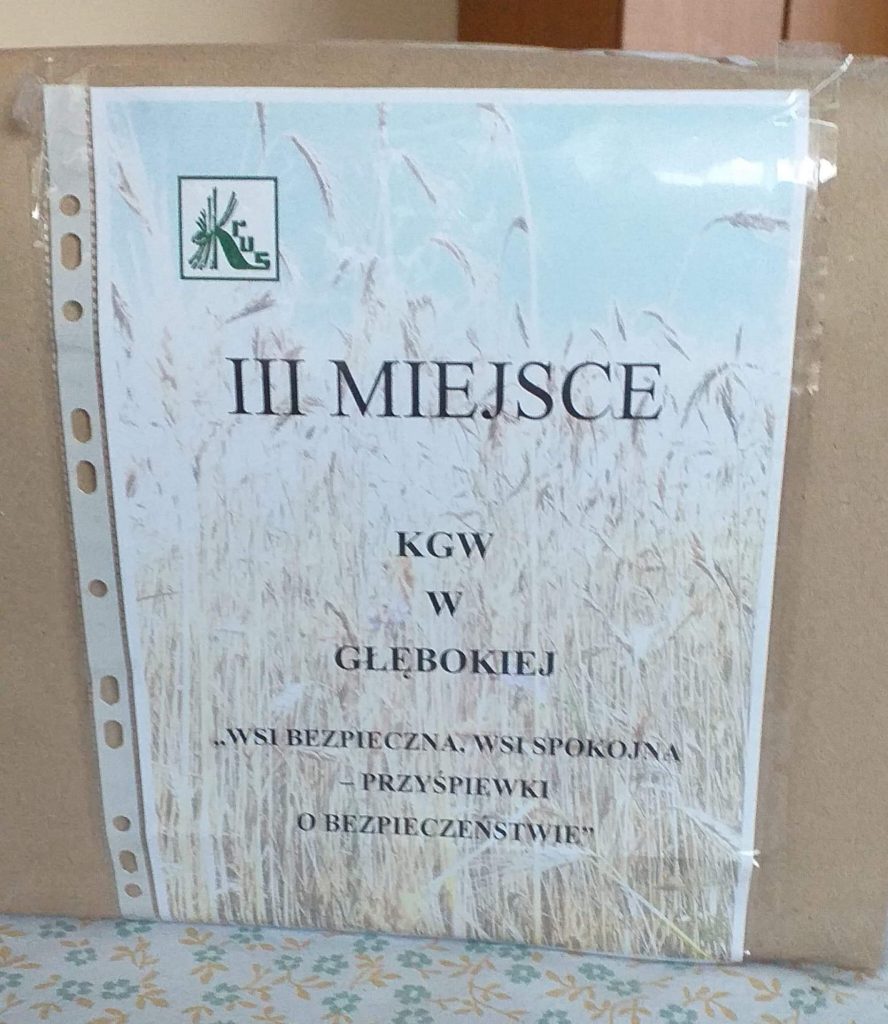 Krus
III MIEJSCE
KGW
W
GŁĘBOKIEJ
„WSI BEZPIECZNA, WSI SPOKOJNA
– PRZYŚPIEWKI
O BEZPIECZEŃSTWIE”